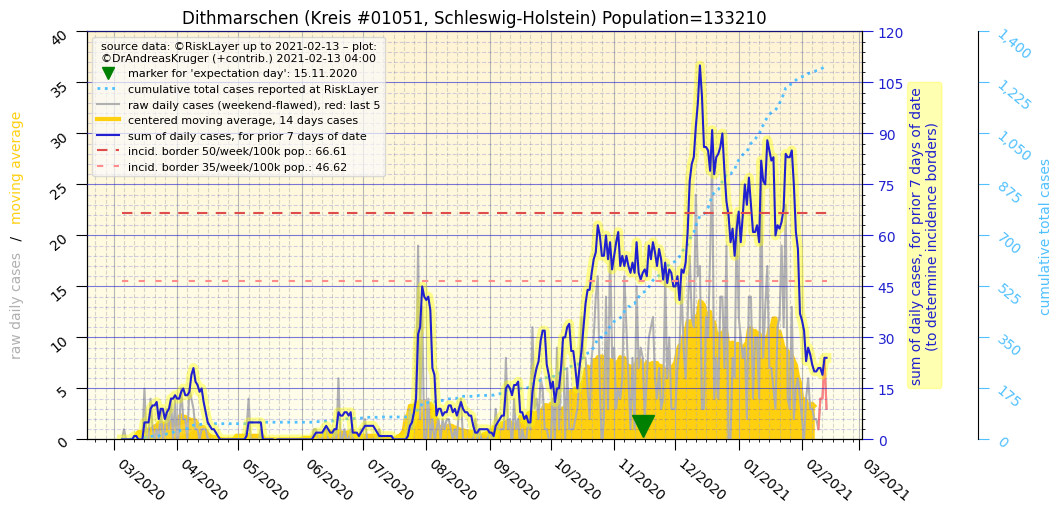 Dithmarschen (Kreis #01051, Schleswig-Holstein) Population=133210
source data: ©RiskLayer up to 2021-02-13 – plot:
©DrAndreasKruger (+contrib.) 2021-02-13 04:00
marker for 'expectation day': 15.11.2020
cumulative total cases reported at RiskLayer
raw daily cases (weekend-flawed), red: last 5
centered moving average, 14 days cases
sum of daily cases, for prior 7 days of date
incid. border 50/week/100k pop.: 66.61
incid. border 35/week/100k pop.: 46.62
raw daily cases / moving average
40
35
30
25
20
15
10
5
0
03/2020
04/2020
05/2020
06/2020
07/2020
08/2020
09/2020
10/2020
11/2020
12/2020
01/2021
02/2021
03/2021
120
105
90
75
60
45
30
15
0
sum of daily cases, for prior 7 days of date
(to determine incidence borders)
1,400
1,225
1,050
875
700
525
350
175
0
cumulative total cases